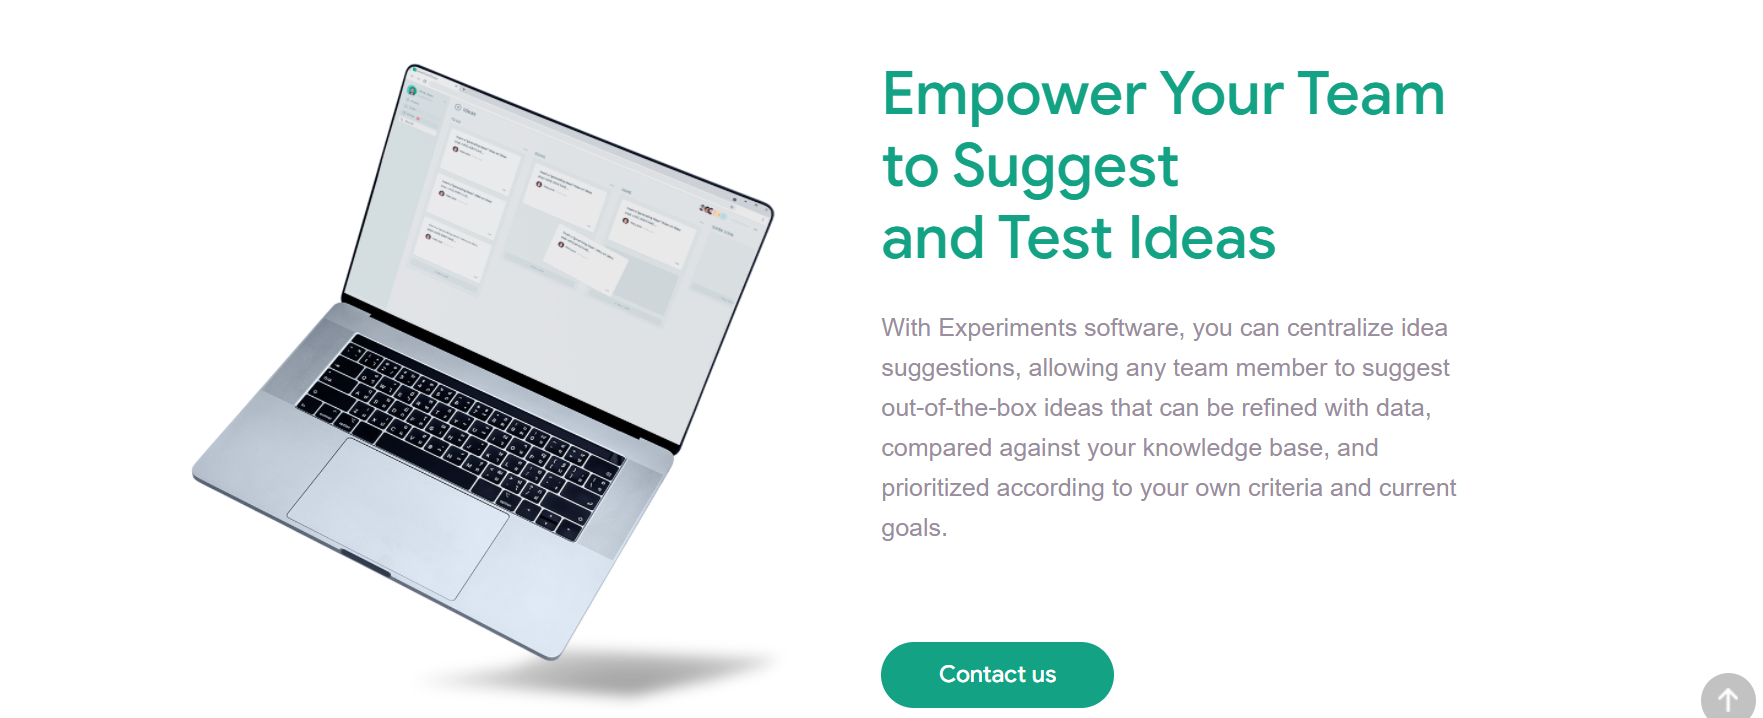 Empower Your Team
to Suggest
and Test Ideas
With Experiments software, you can centralize idea
suggestions, allowing any team member to suggest
out-of-the-box ideas that can be refined with data,
compared against your knowledge base, and
prioritized according to your own criteria and current
goals.
Contact us